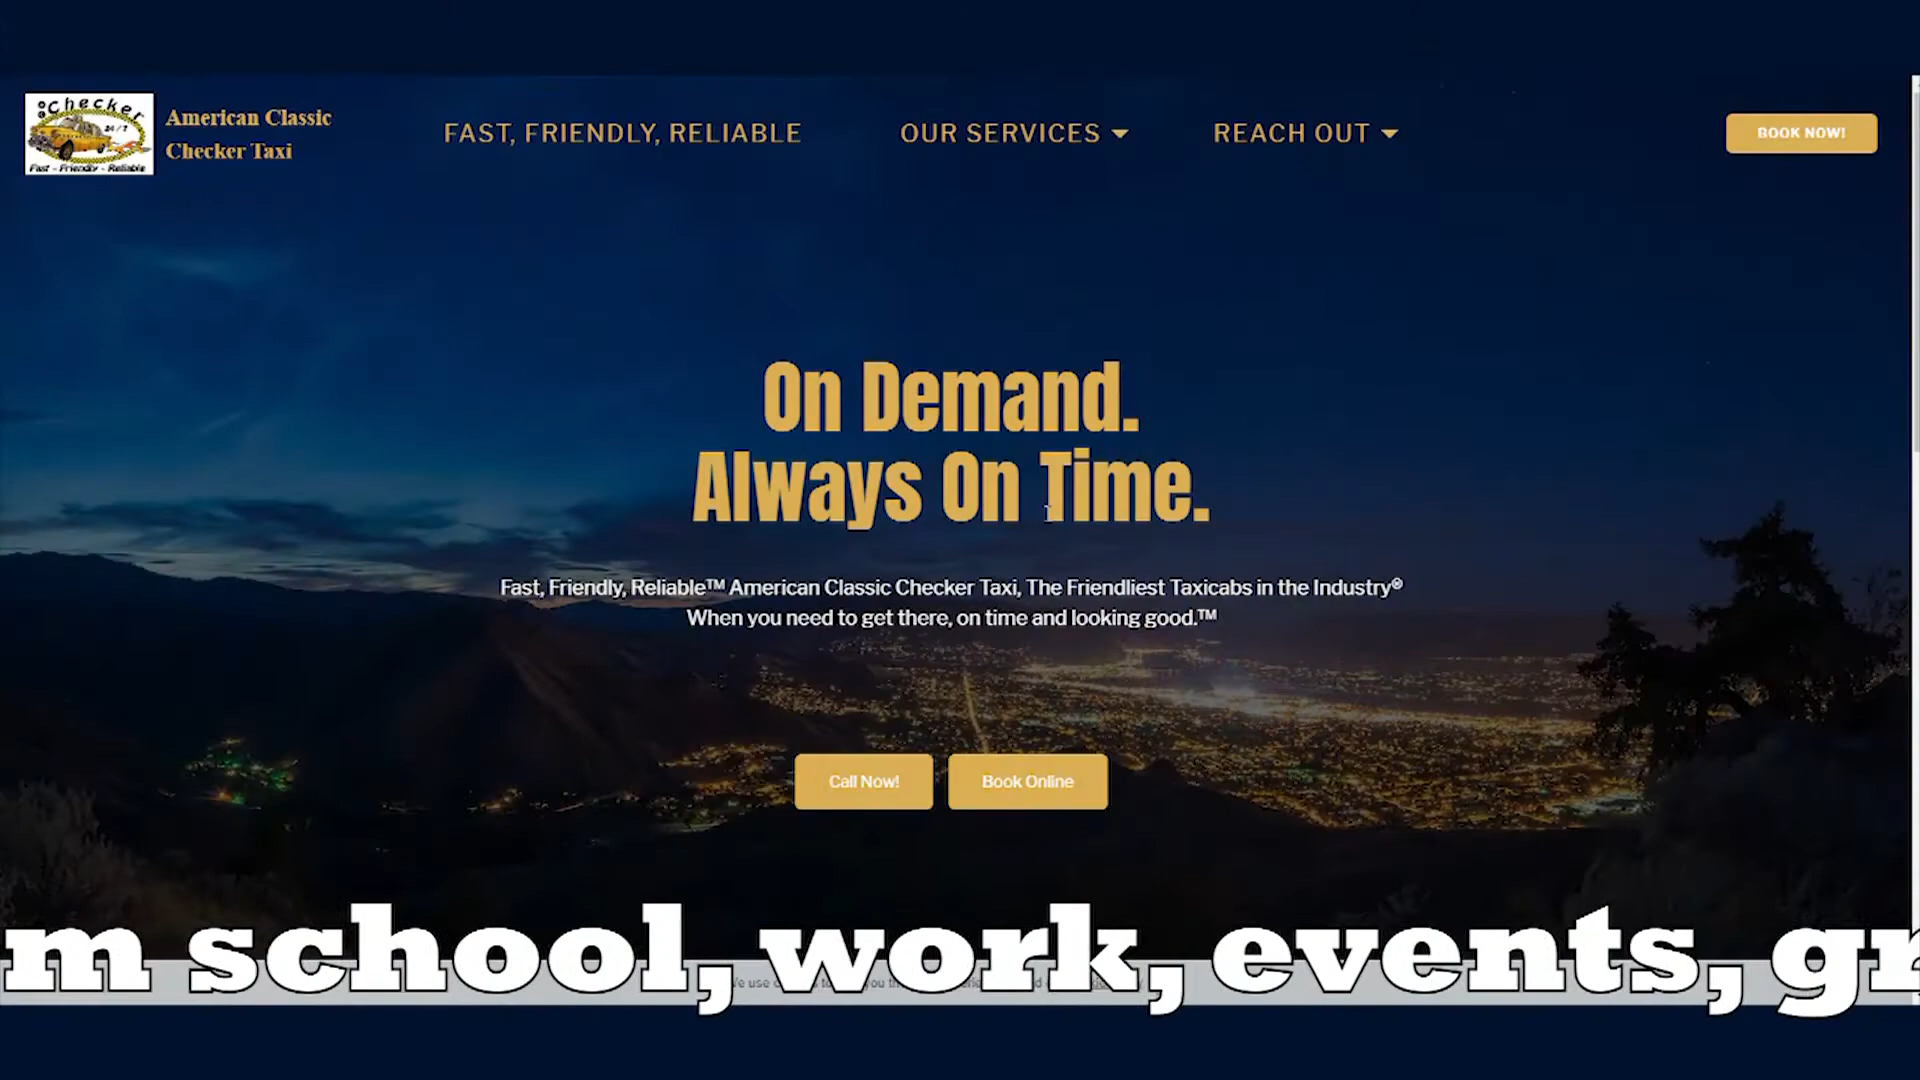 Checker
24/7
Fast - Friendly - Reliable
American Classic
Checker Taxi
FAST, FRIENDLY, RELIABLE
OUR SERVICES
REACH OUT
BOOK NOW!
On Demand.
Always On Time.
Fast, Friendly, Reliable™ American Classic Checker Taxi, The Friendliest Taxicabs in the Industry®
When you need to get there, on time and looking good.™
Call Now!
Book Online
m school, work, events, gr